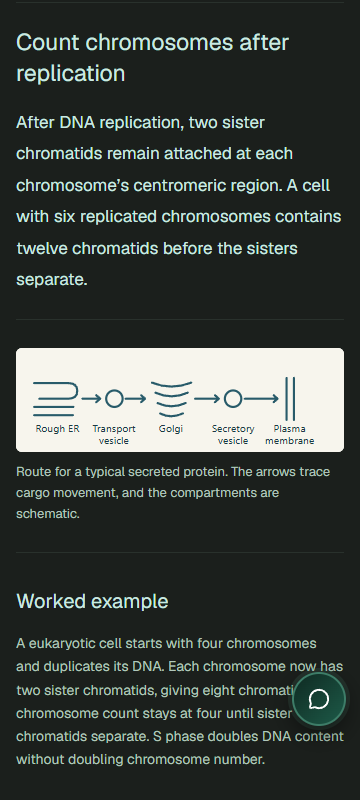 Count chromosomes after
replication
After DNA replication, two sister
chromatids remain attached at each
chromosome’s centromeric region. A cell
with six replicated chromosomes contains
twelve chromatids before the sisters
separate.
Rough ER
Transport
vesicle
Golgi
Secretory
vesicle
Plasma
membrane
Route for a typical secreted protein. The arrows trace
cargo movement, and the compartments are
schematic.
Worked example
A eukaryotic cell starts with four chromosomes
and duplicates its DNA. Each chromosome now has
two sister chromatids, giving eight
chromosome count stays at four until sister
chromatids separate. S phase doubles DNA content
without doubling chromosome number.